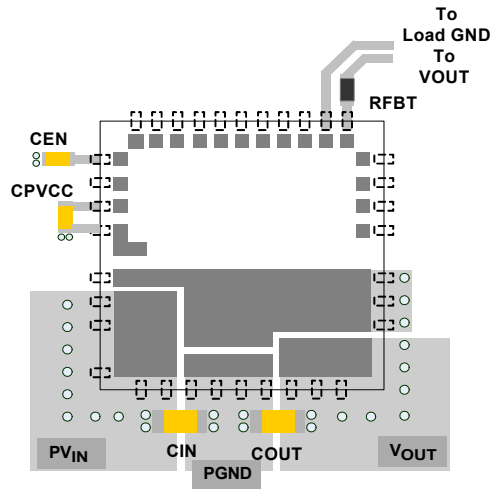 To
Load GND
To
VOUT
RFBT
CEN
CPVCC
PVIN
CIN
PGND
COUT
VOUT